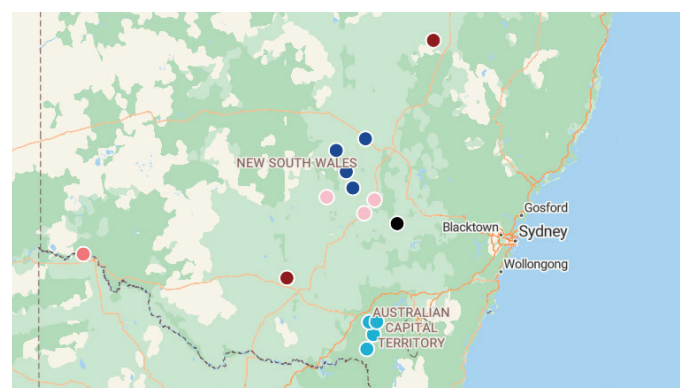 NEW SOUTH WALES
Gosford
Blacktown
Sydney
Wollongong
AUSTRALIAN
CAPITAL
TERRITORY